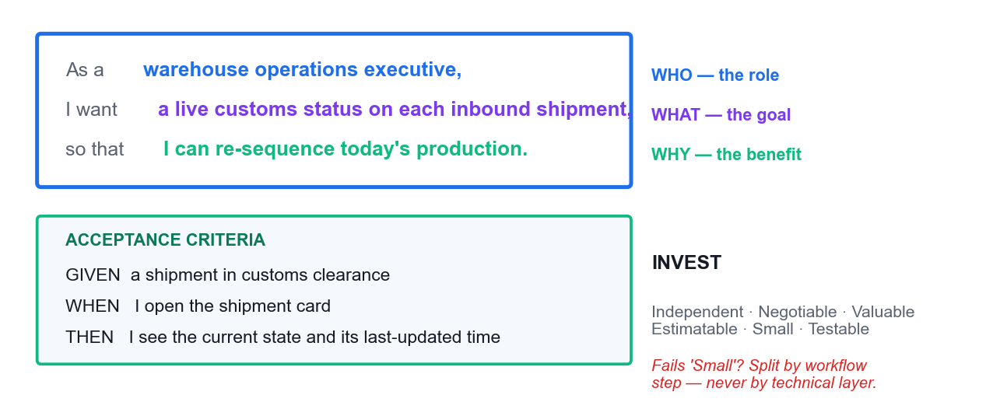 As a warehouse operations executive,
WHO — the role
I want a live customs status on each inbound shipment,
WHAT — the goal
so that I can re-sequence today's production.
WHY — the benefit
ACCEPTANCE CRITERIA
GIVEN a shipment in customs clearance
WHEN I open the shipment card
THEN I see the current state and its last-updated time
INVEST
Independent · Negotiable · Valuable
Estimatable · Small · Testable
Fails 'Small'? Split by workflow
step — never by technical layer.